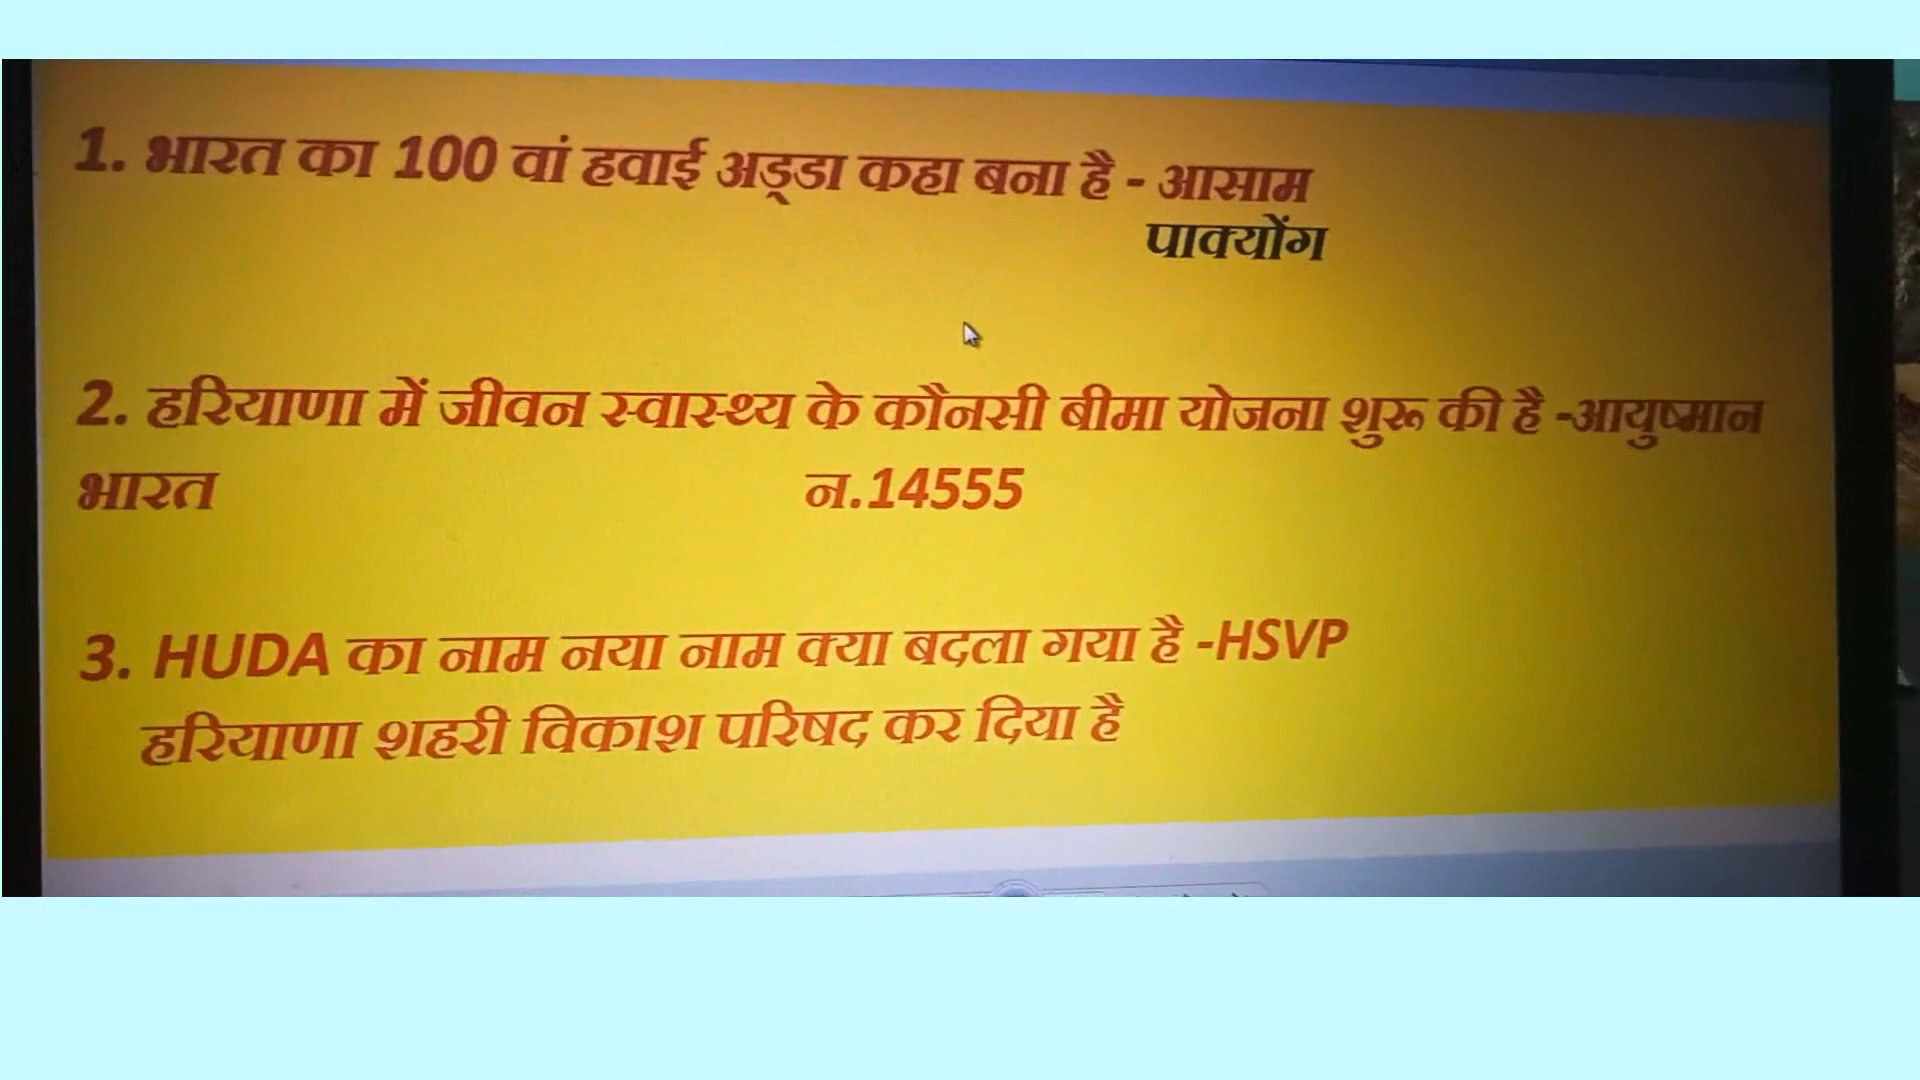 1. भारत का 100 वां हवाई अड्डा कहा बना है - आसाम
पाक्योंग
2. हरियाणा में जीवन स्वास्थ्य के कौनसी बीमा योजना शुरू की है -आयुष्मान
भारत न.14555
3. HUDA का नाम नया नाम क्या बदला गया है -HSVP
हरियाणा शहरी विकाश परिषद कर दिया है